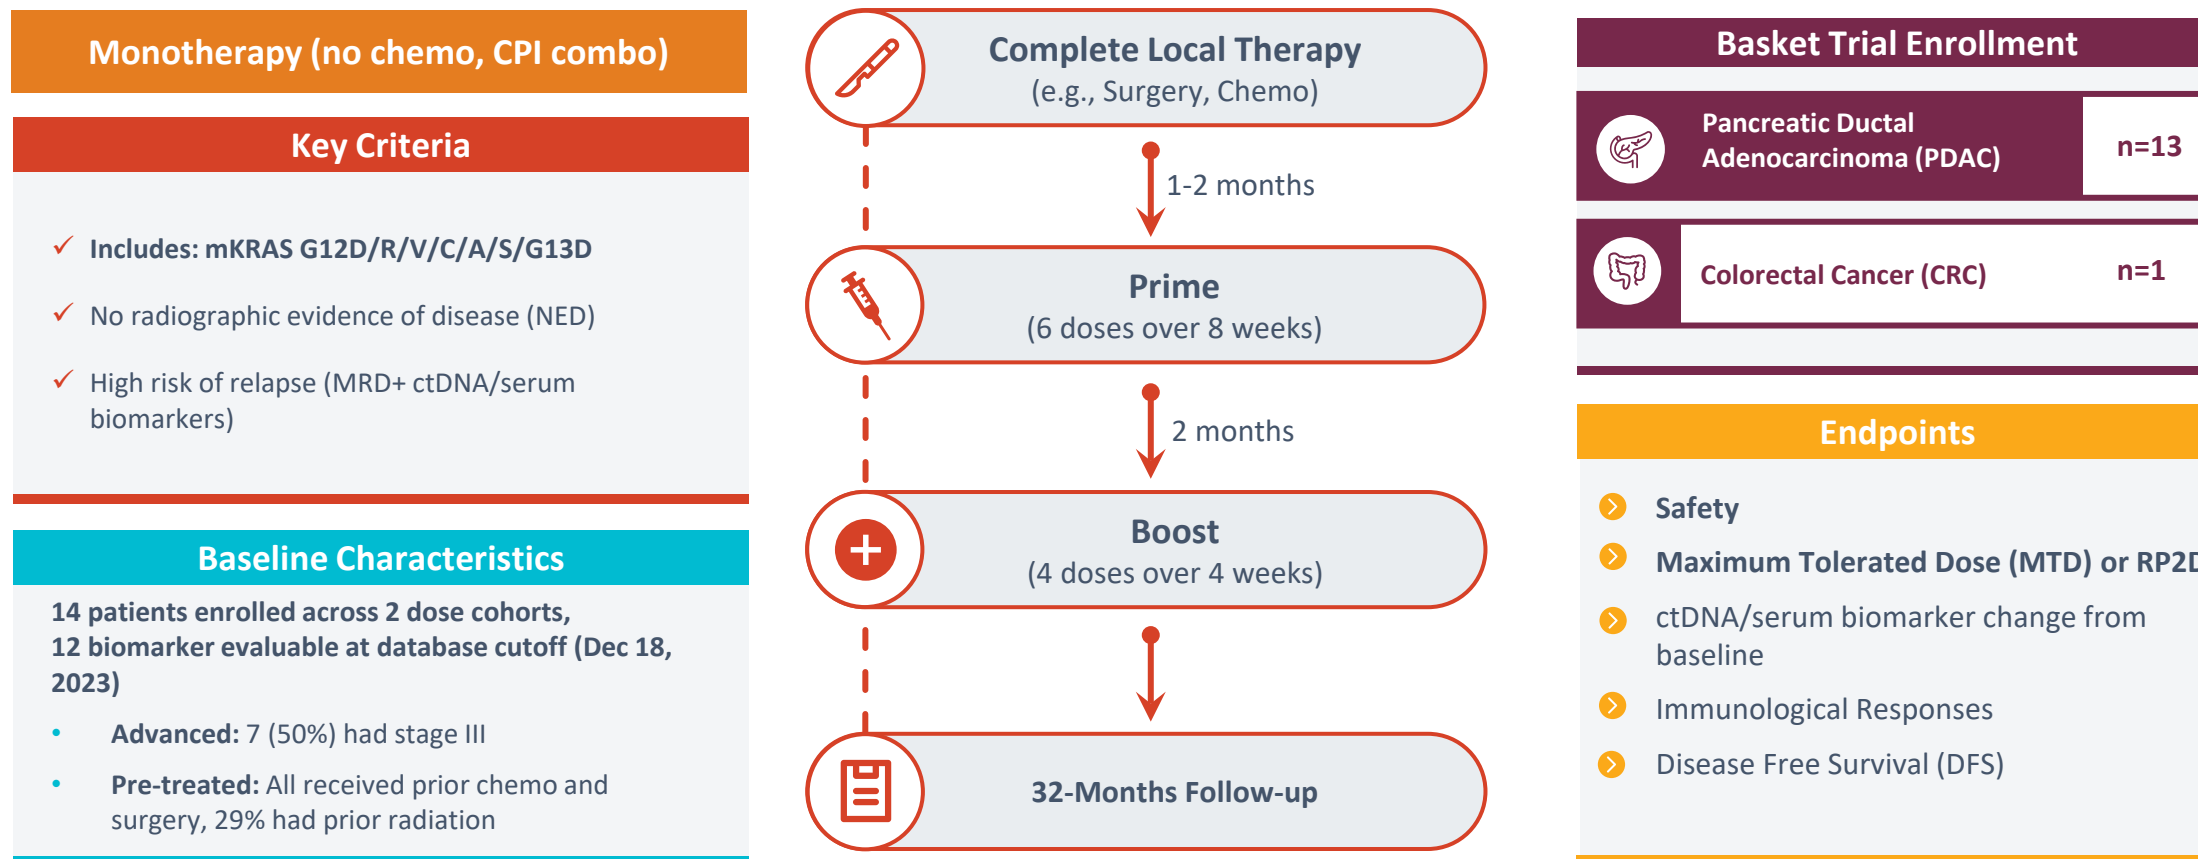 Monotherapy (no chemo, CPI combo)
Key Criteria
Includes: mKRAS G12D/R/V/C/A/S/G13D
No radiographic evidence of disease (NED)
High risk of relapse (MRD+ ctDNA/serum
biomarkers)
Baseline Characteristics
14 patients enrolled across 2 dose cohorts,
12 biomarker evaluable at database cutoff (Dec 18,
2023)
• Advanced: 7 (50%) had stage III
• Pre-treated: All received prior chemo and
surgery, 29% had prior radiation
Complete Local Therapy
(e.g., Surgery, Chemo)
1-2 months
Prime
(6 doses over 8 weeks)
2 months
Boost
(4 doses over 4 weeks)
32-Months Follow-up
Basket Trial Enrollment
Pancreatic Ductal
Adenocarcinoma (PDAC)
n=13
Colorectal Cancer (CRC)
n=1
Endpoints
Safety
Maximum Tolerated Dose (MTD) or RP2D
ctDNA/serum biomarker change from
baseline
Immunological Responses
Disease Free Survival (DFS)